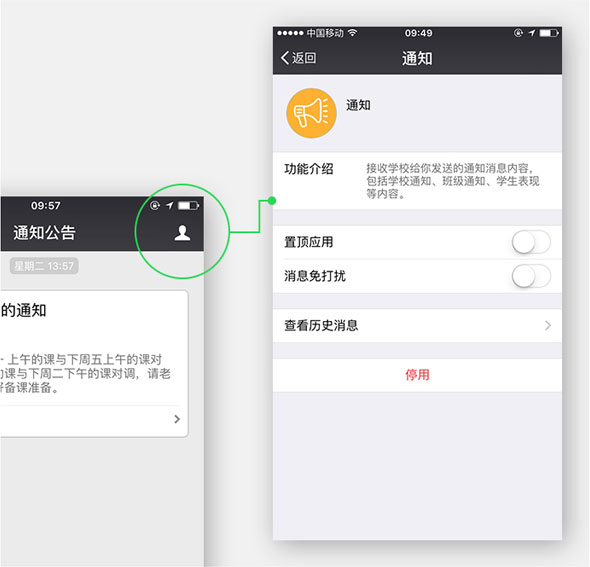 中国移动 09:49
返回 通知
通知
功能介绍
接收学校给你发送的通知消息内容，
包括学校通知、班级通知、学生表现
等内容。
置顶应用
消息免打扰
查看历史消息
停用
09:57
通知公告
星期二 13:57
的通知
- 上午的课与下周五上午的课对
课与下周二下午的课对调，请老
备课准备。